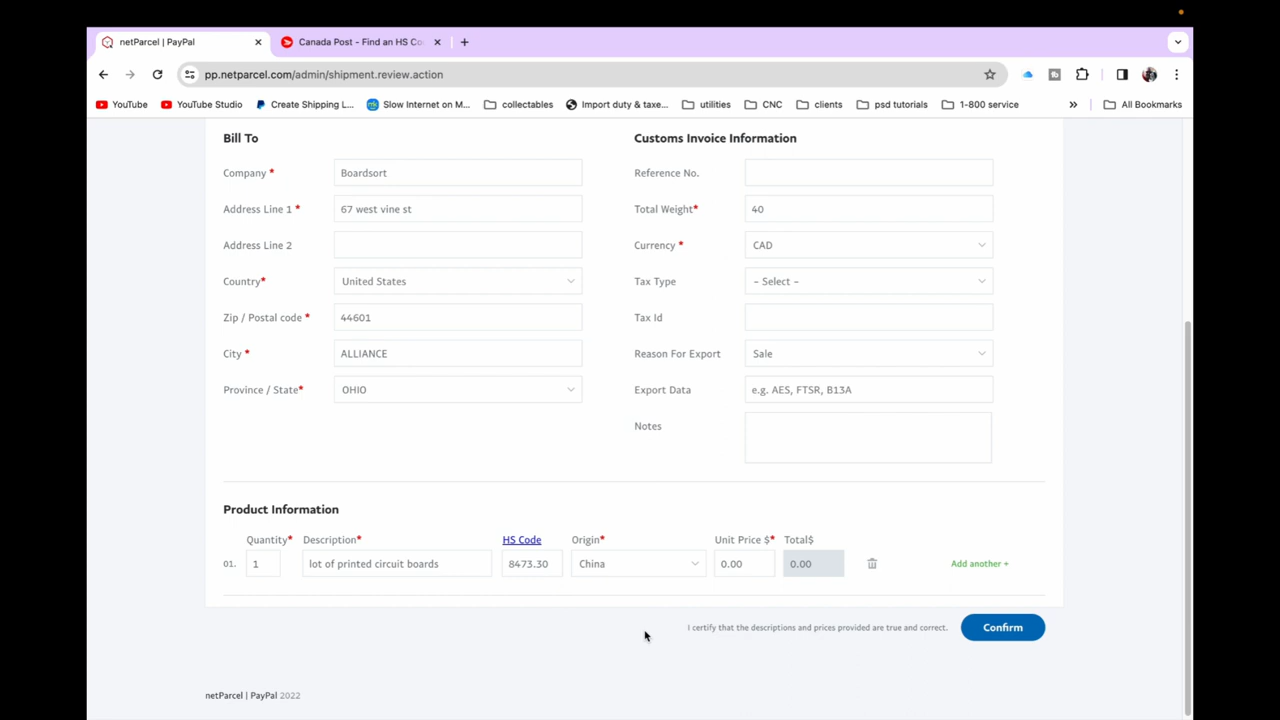 netParcel | PayPal
Canada Post - Find an HS Co
pp.netparcel.com/admin/shipment.review.action
YouTube
YouTube Studio
Create Shipping L...
Slow Internet on M...
collectables
Import duty & taxe...
utilities
CNC
clients
psd tutorials
1-800 service
»
All Bookmarks
Bill To
Customs Invoice Information
Company *
Boardsort
Reference No.
Address Line 1 *
67 west vine st
Total Weight*
40
Address Line 2
Currency *
CAD
Country*
United States
Tax Type
– Select –
Zip / Postal code *
44601
Tax Id
City *
ALLIANCE
Reason For Export
Sale
Province / State*
OHIO
Export Data
e.g. AES, FTSR, B13A
Notes
Product Information
Quantity*
Description*
HS Code
Origin*
Unit Price $*
Total$
01.
1
lot of printed circuit boards
8473.30
China
0.00
0.00
Add another +
I certify that the descriptions and prices provided are true and correct.
Confirm
netParcel | PayPal 2022